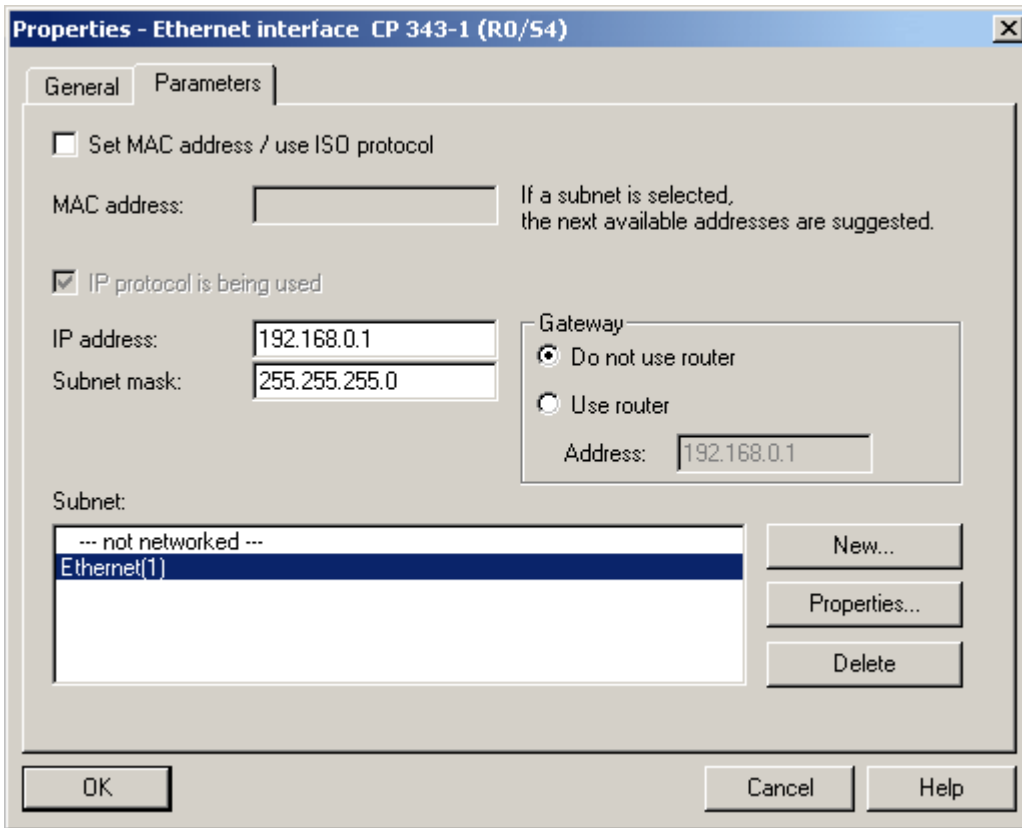 Properties - Ethernet interface CP 343-1 (R0/S4)
General
Parameters
Set MAC address / use ISO protocol
MAC address:
If a subnet is selected,
the next available addresses are suggested.
IP protocol is being used
IP address:
192.168.0.1
Subnet mask:
255.255.255.0
Gateway
Do not use router
Use router
Address:
192.168.0.1
Subnet:
--- not networked ---
Ethernet(1)
New...
Properties...
Delete
OK
Cancel
Help